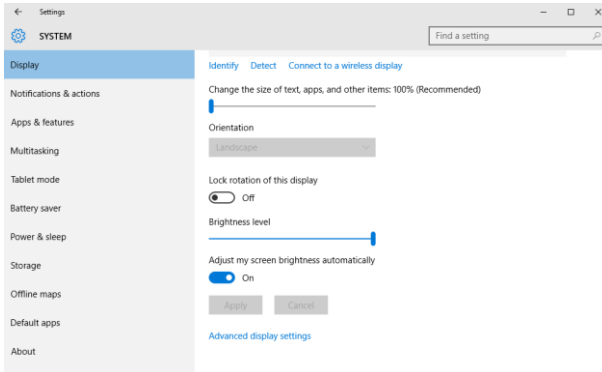 Settings
SYSTEM
Find a setting
Display
Notifications & actions
Apps & features
Multitasking
Tablet mode
Battery saver
Power & sleep
Storage
Offline maps
Default apps
About
Identify Detect Connect to a wireless display
Change the size of text, apps, and other items: 100% (Recommended)
Orientation
Landscape
Lock rotation of this display
Off
Brightness level
Adjust my screen brightness automatically
On
Apply Cancel
Advanced display settings